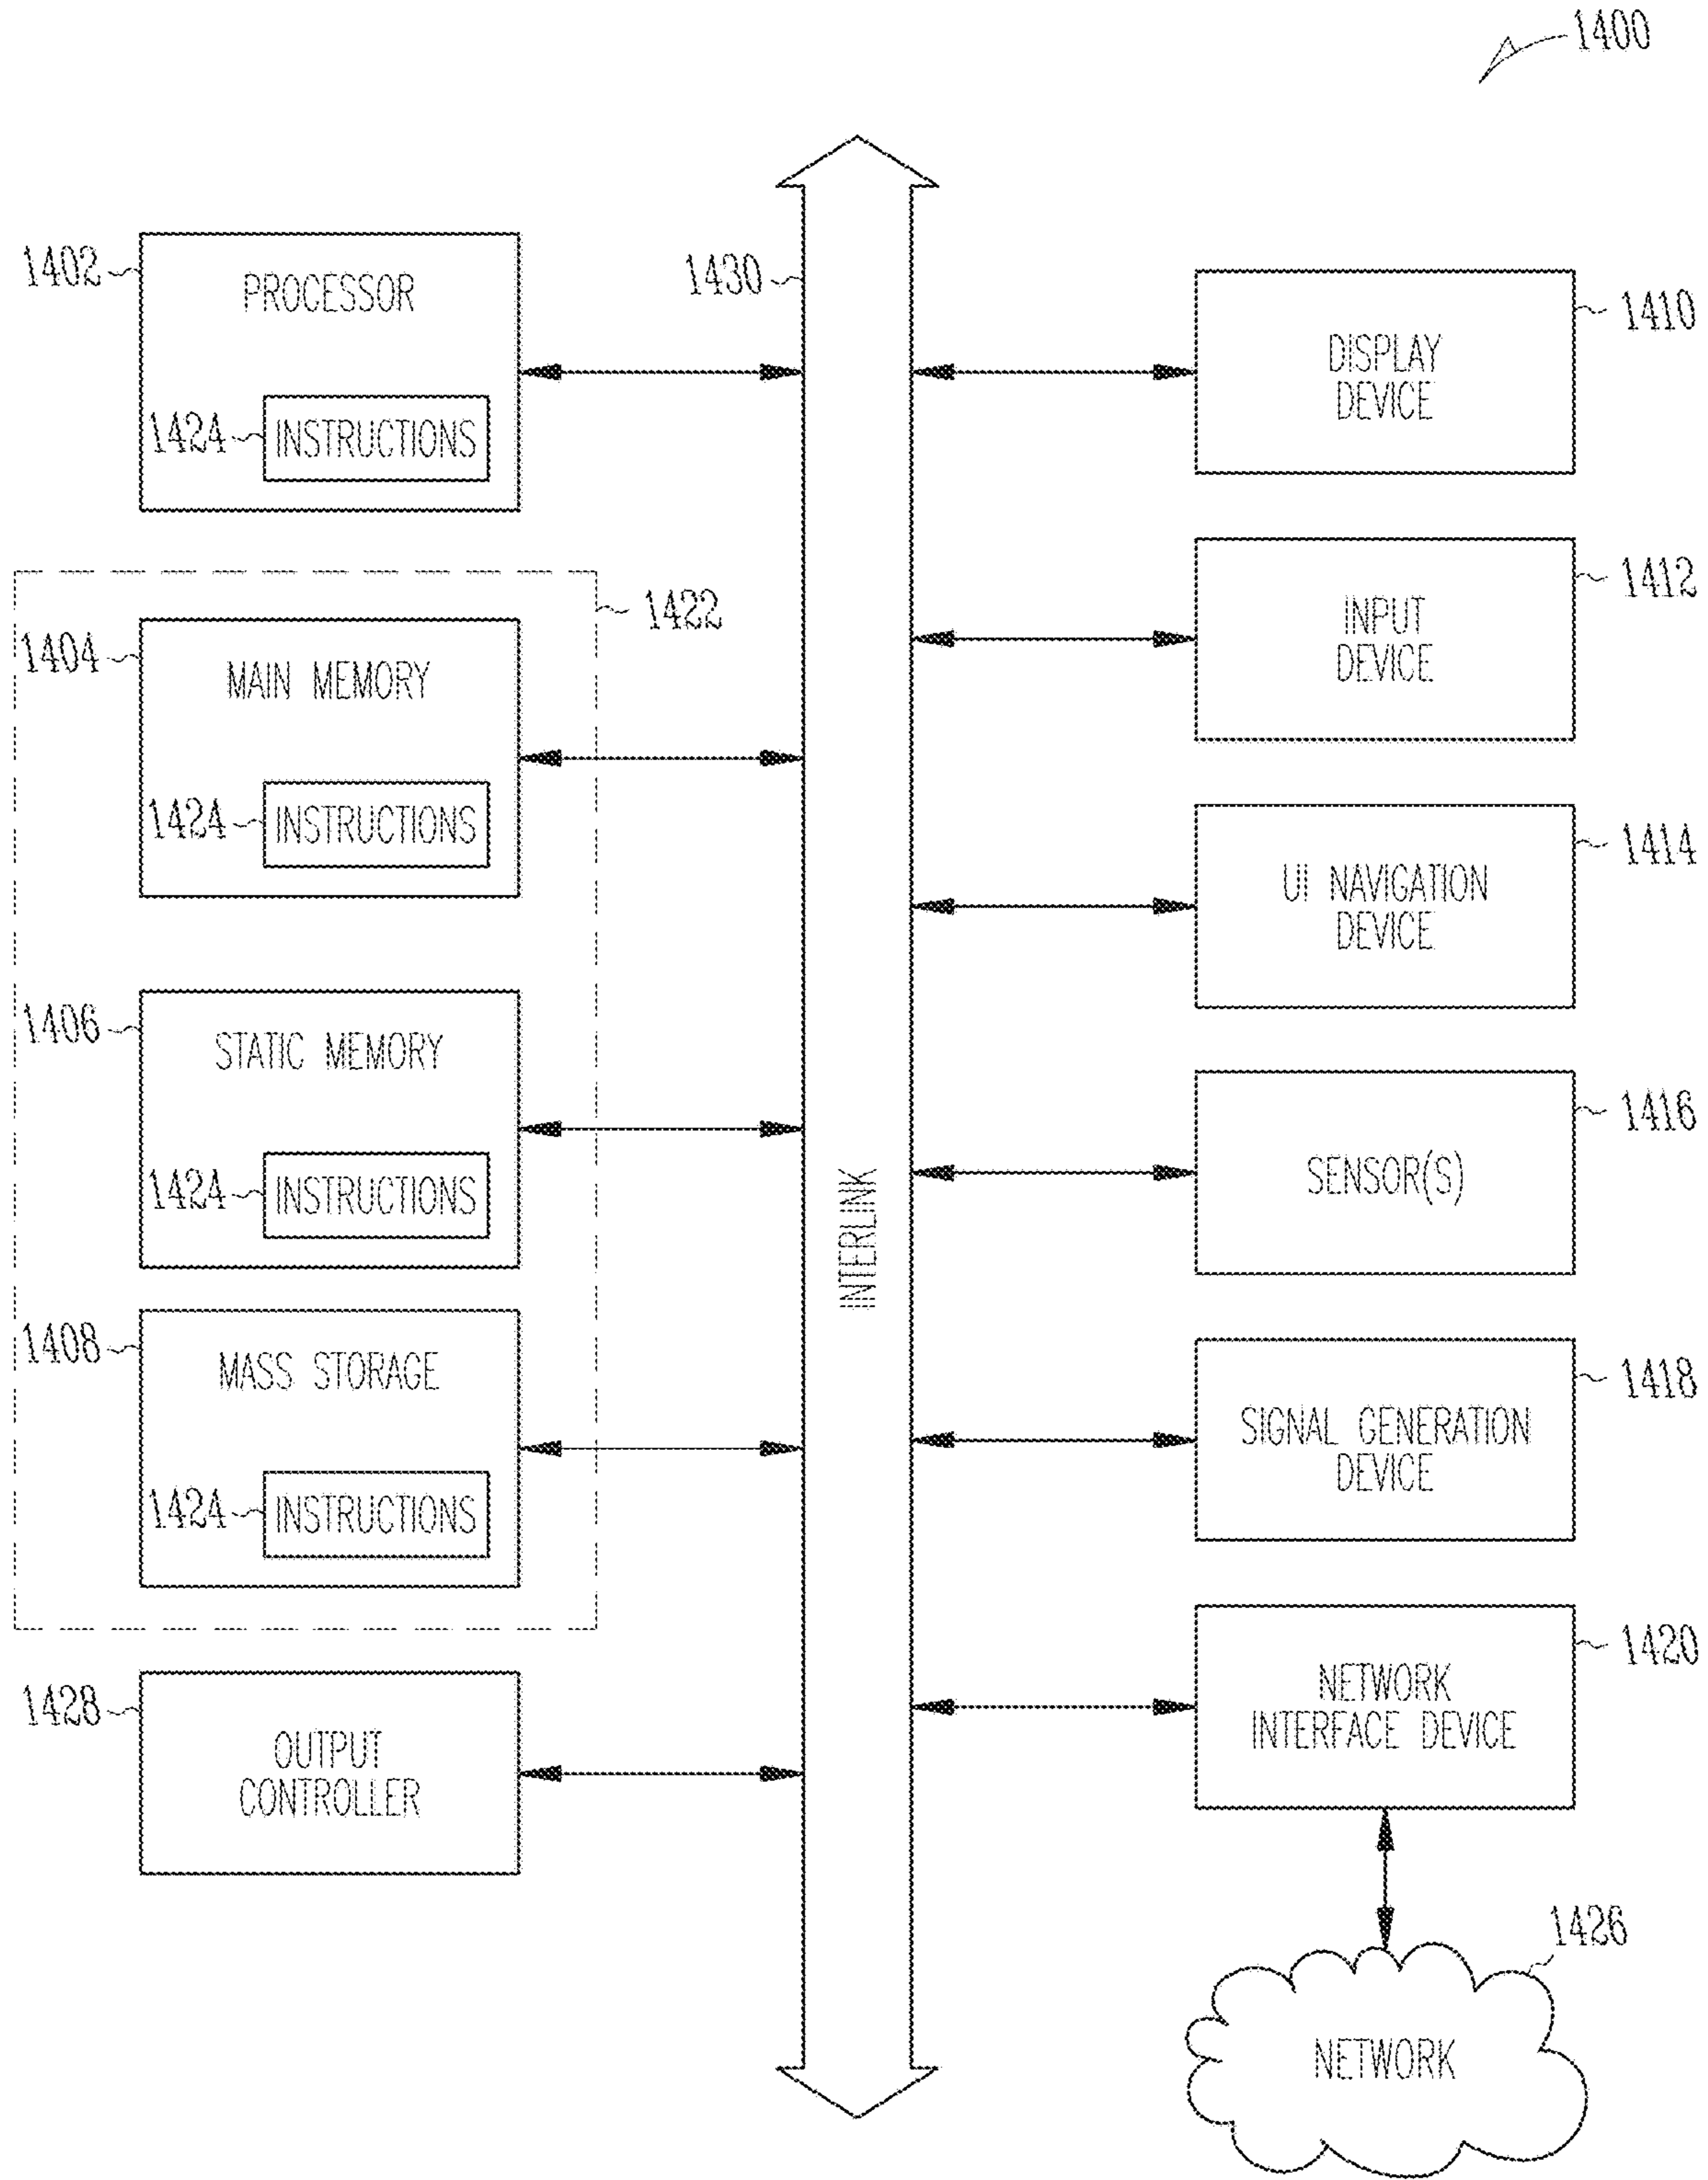 1400
1402
PROCESSOR
1424
INSTRUCTIONS
1422
1404
MAIN MEMORY
1424
INSTRUCTIONS
1406
STATIC MEMORY
1424
INSTRUCTIONS
1408
MASS STORAGE
1424
INSTRUCTIONS
1428
OUTPUT
CONTROLLER
1430
INTERLINK
1410
DISPLAY
DEVICE
1412
INPUT
DEVICE
1414
UI NAVIGATION
DEVICE
1416
SENSOR(S)
1418
SIGNAL GENERATION
DEVICE
1420
NETWORK
INTERFACE DEVICE
1426
NETWORK